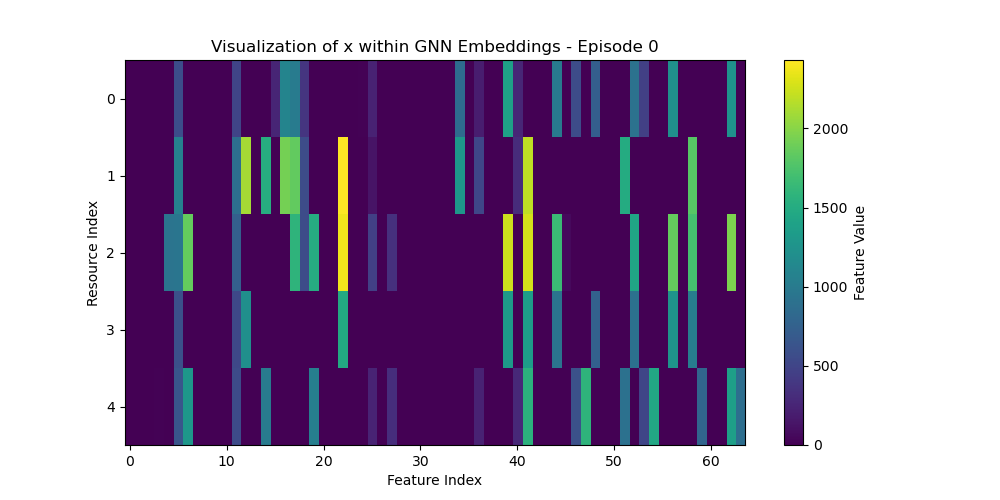 Visualization of x within GNN Embeddings - Episode 0
Resource Index
0
1
2
3
4
0 10 20 30 40 50 60
Feature Index
2000
1500
1000
500
0
Feature Value